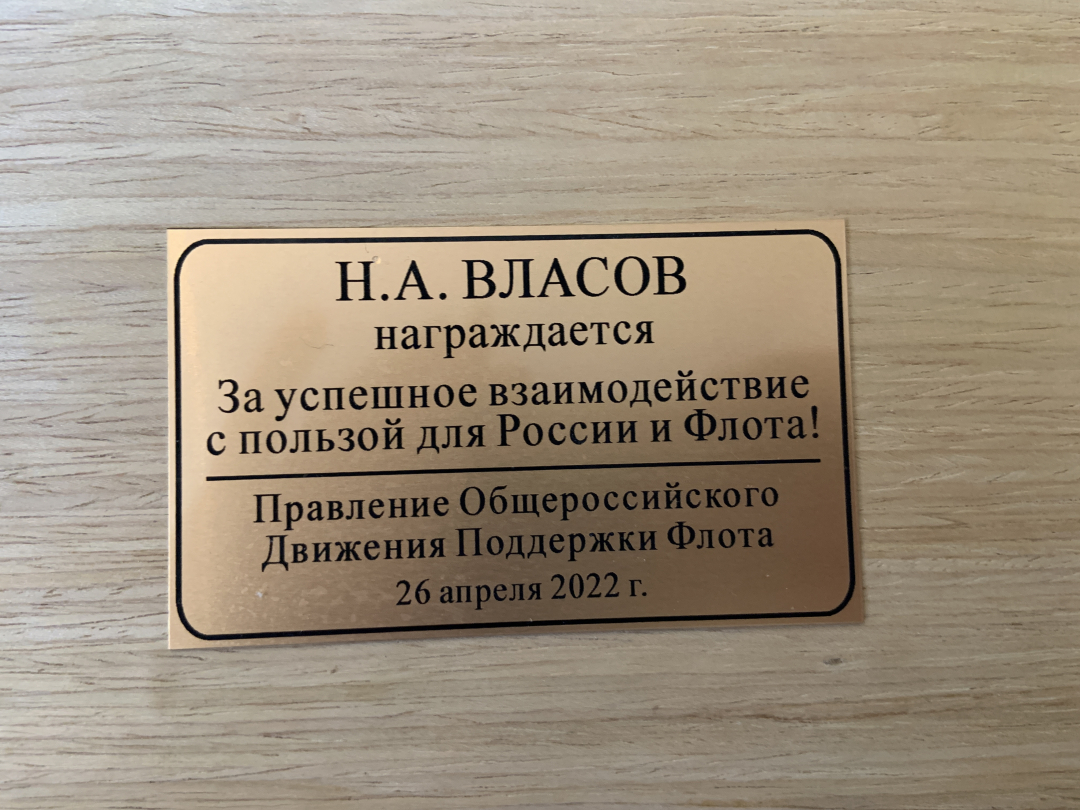 Н.А. ВЛАСОВ
награждается
За успешное взаимодействие
с пользой для России и Флота!
Правление Общероссийского
Движения Поддержки Флота
26 апреля 2022 г.